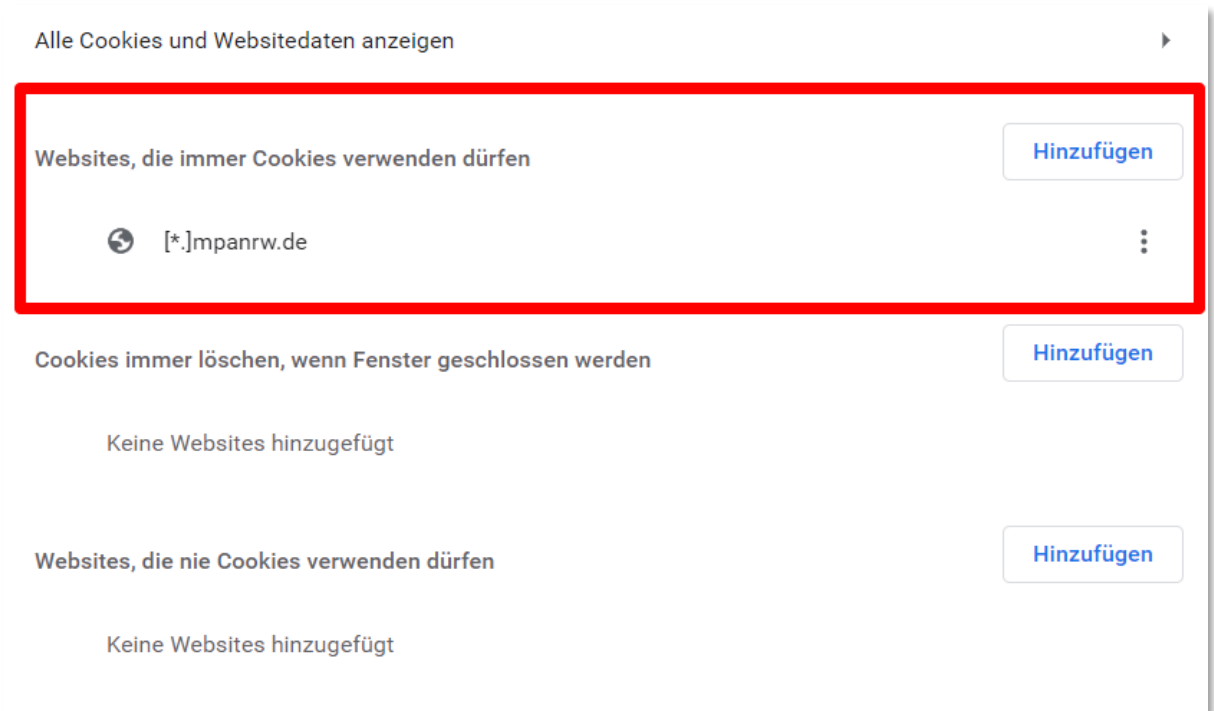 Alle Cookies und Websitedaten anzeigen
Websites, die immer Cookies verwenden dürfen
Hinzufügen
[*.]mpanrw.de
Cookies immer löschen, wenn Fenster geschlossen werden
Hinzufügen
Keine Websites hinzugefügt
Websites, die nie Cookies verwenden dürfen
Hinzufügen
Keine Websites hinzugefügt